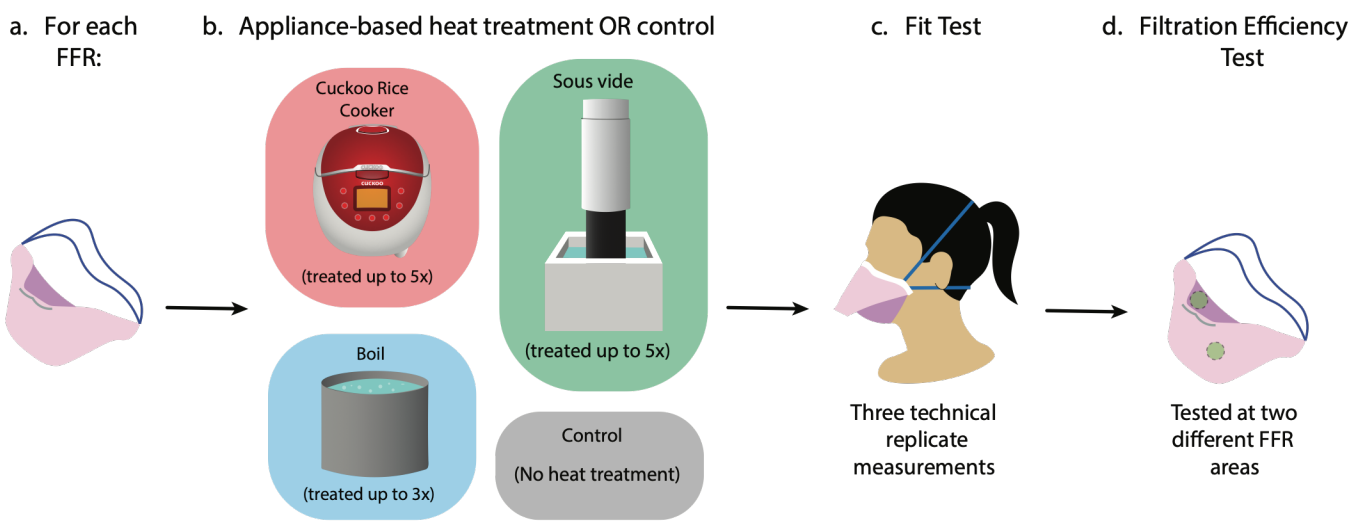 a. For each
FFR:
b. Appliance-based heat treatment OR control
Cuckoo Rice
Cooker
CUCKOO
CUCKOO
(treated up to 5x)
Sous vide
(treated up to 5x)
Boil
(treated up to 3x)
Control
(No heat treatment)
c. Fit Test
Three technical
replicate
measurements
d. Filtration Efficiency
Test
Tested at two
different FFR
areas